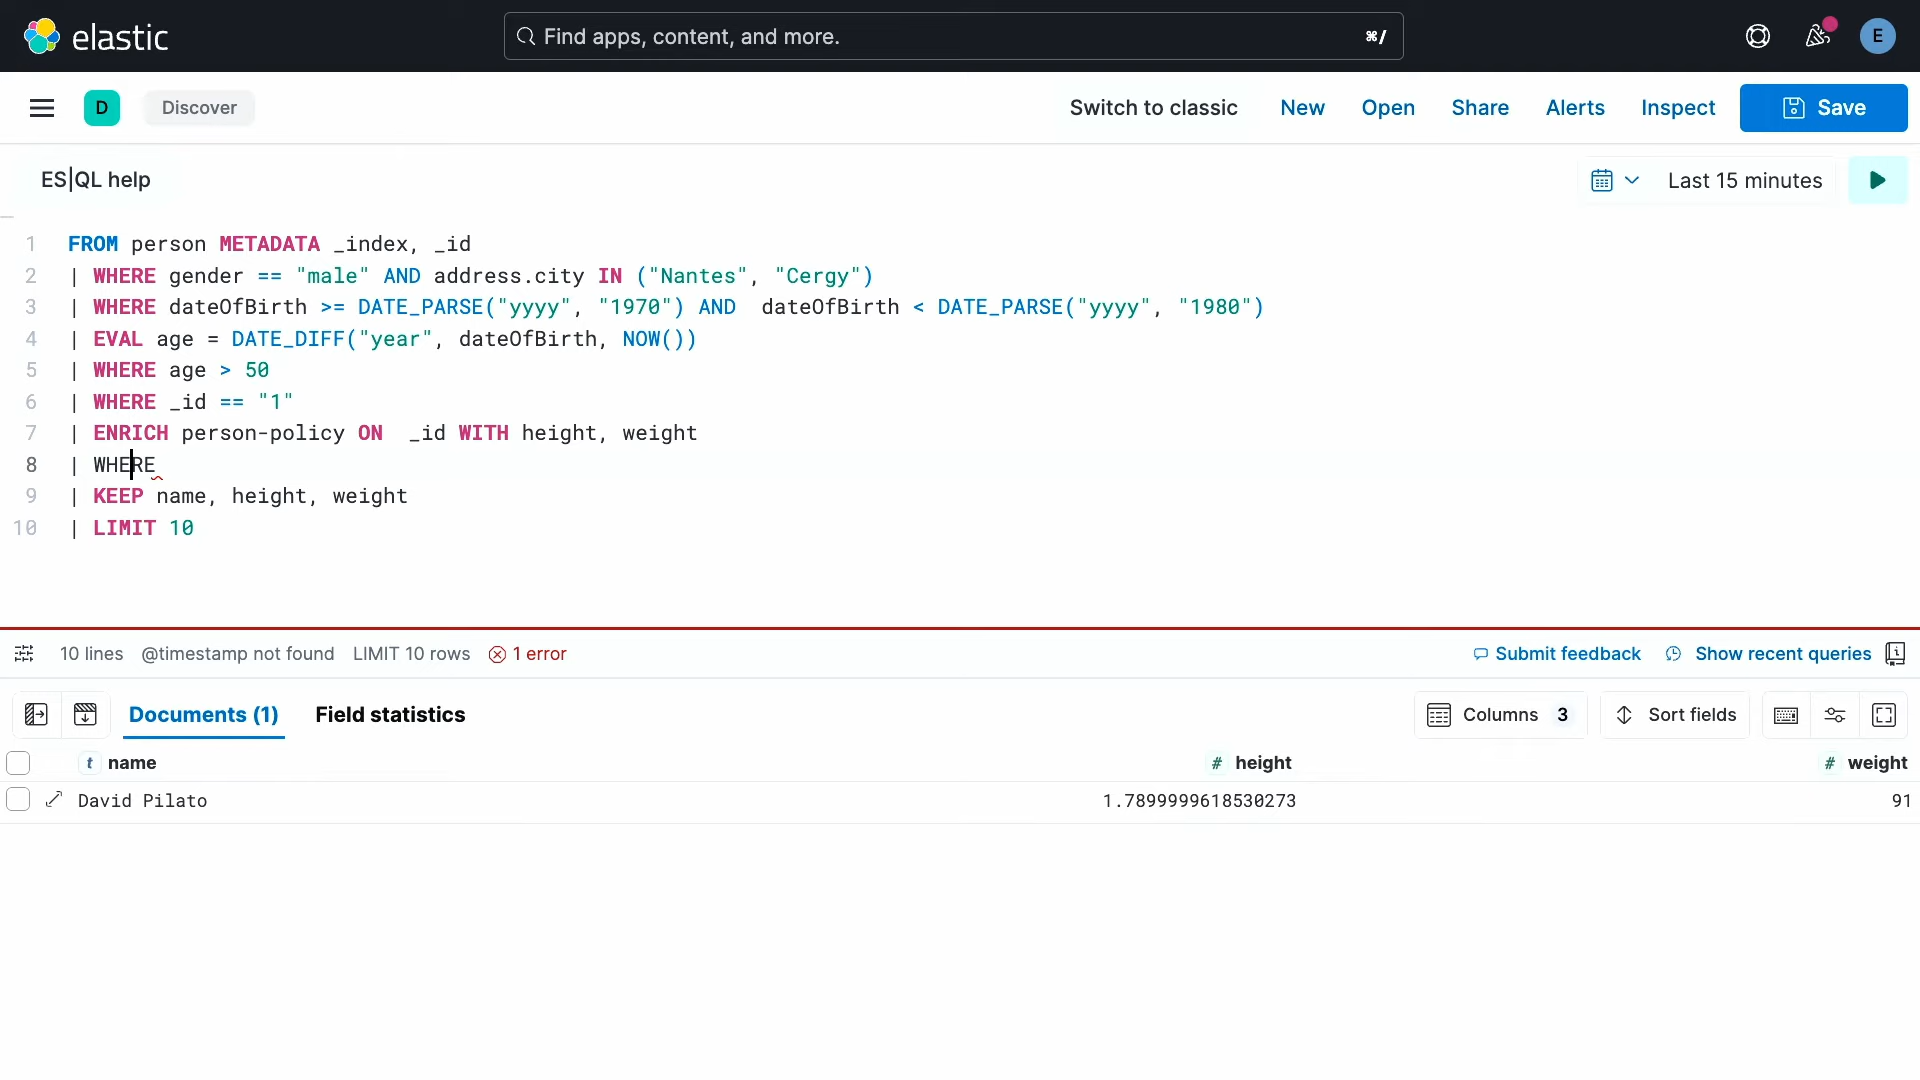 elastic
Find apps, content, and more.
⌘/
E
D
Discover
Switch to classic
New
Open
Share
Alerts
Inspect
Save
ES|QL help
Last 15 minutes
1 FROM person METADATA _index, _id
2 | WHERE gender == "male" AND address.city IN ("Nantes", "Cergy")
3 | WHERE dateOfBirth >= DATE_PARSE("yyyy", "1970") AND  dateOfBirth < DATE_PARSE("yyyy", "1980")
4 | EVAL age = DATE_DIFF("year", dateOfBirth, NOW())
5 | WHERE age > 50
6 | WHERE _id == "1"
7 | ENRICH person-policy ON  _id WITH height, weight
8 | WHERE
9 | KEEP name, height, weight
10 | LIMIT 10
10 lines @timestamp not found LIMIT 10 rows 1 error
Submit feedback
Show recent queries
Documents (1)
Field statistics
Columns 3
Sort fields
t name # height # weight
David Pilato 1.7899999618530273 91